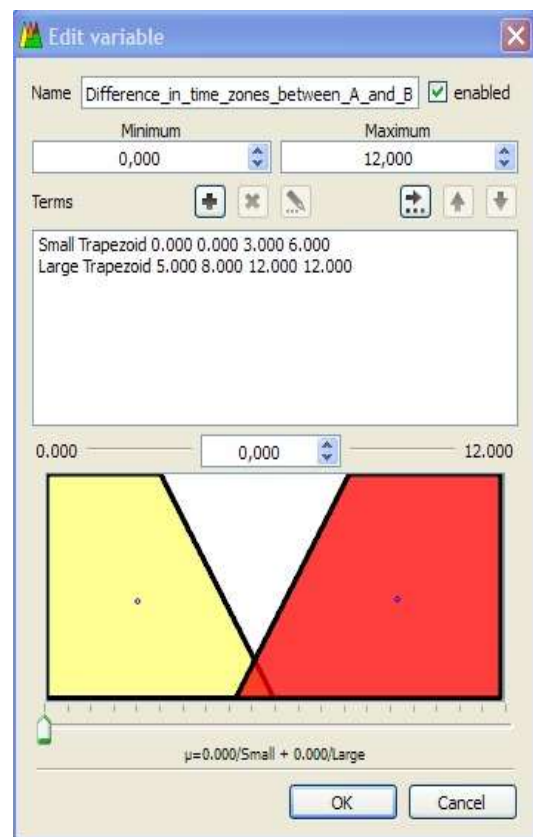 Edit variable
Name Difference_in_time_zones_between_A_and_B enabled
Minimum Maximum
0,000 12,000
Terms
Small Trapezoid 0.000 0.000 3.000 6.000
Large Trapezoid 5.000 8.000 12.000 12.000
0.000 0,000 12.000
μ=0.000/Small + 0.000/Large
OK Cancel